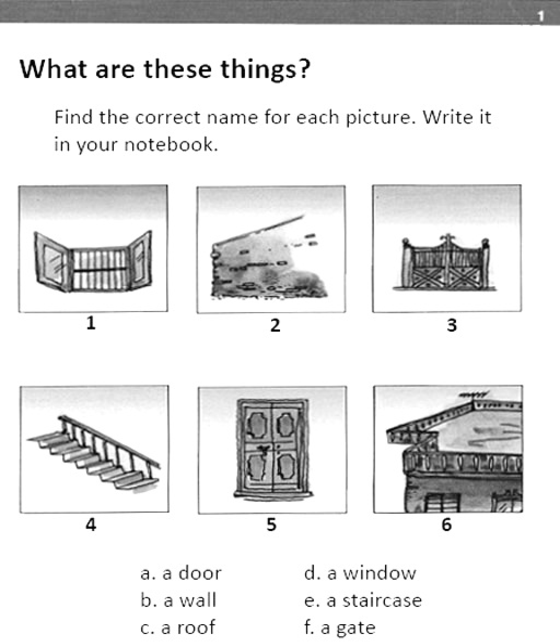 1
What are these things?
Find the correct name for each picture. Write it
in your notebook.
1 2 3
4 5 6
a. a door d. a window
b. a wall e. a staircase
c. a roof f. a gate